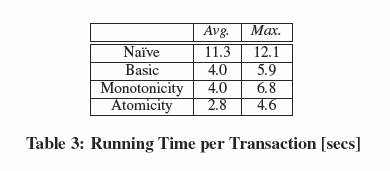 Avg. Max.
Naïve 11.3 12.1
Basic 4.0 5.9
Monotonicity 4.0 6.8
Atomicity 2.8 4.6
Table 3: Running Time per Transaction [secs]